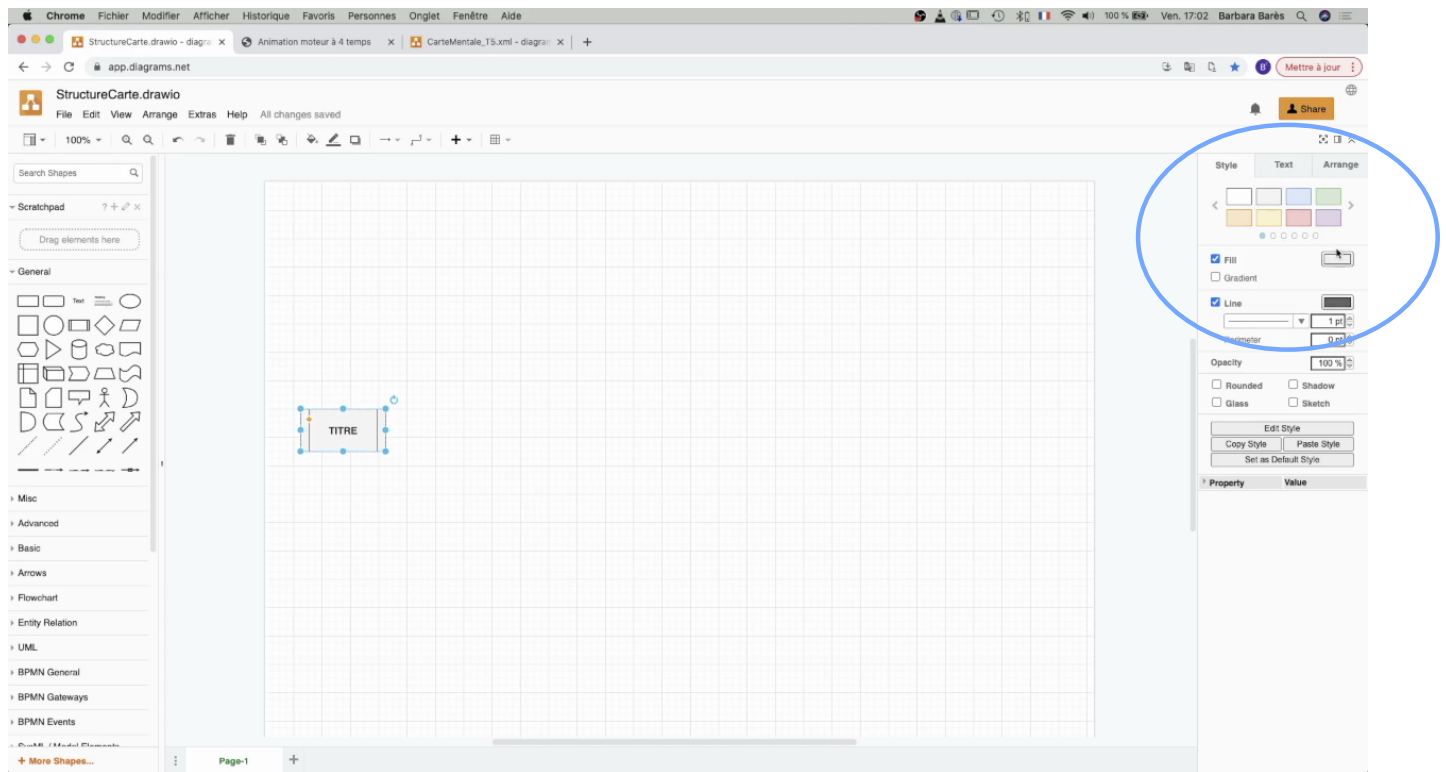 Chrome Fichier Modifier Afficher Historique Favoris Personnes Onglet Fenêtre Aide 100 % Ven. 17:02 Barbara Barès
StructureCarte.drawio - diagra Animation moteur à 4 temps CarteMentale_T5.xml - diagram
app.diagrams.net B Mettre à jour
StructureCarte.drawio
File Edit View Arrange Extras Help All changes saved Share
100%
Search Shapes
Style Text Arrange
Scratchpad
Drag elements here
General
Text
Fill
Gradient
Line
1 pt
Perimeter 0 pt
Opacity 100 %
Rounded Shadow
Glass Sketch
Edit Style
Copy Style Paste Style
Set as Default Style
Property Value
TITRE
Misc
Advanced
Basic
Arrows
Flowchart
Entity Relation
UML
BPMN General
BPMN Gateways
BPMN Events
SysML / Model Elements
+ More Shapes...
Page-1